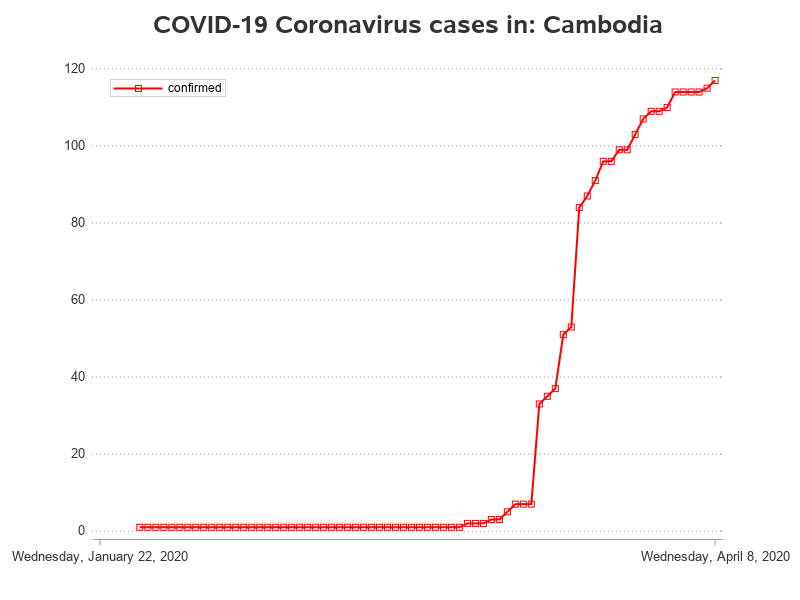 COVID-19 Coronavirus cases in: Cambodia
confirmed
120
100
80
60
40
20
0
Wednesday, January 22, 2020
Wednesday, April 8, 2020